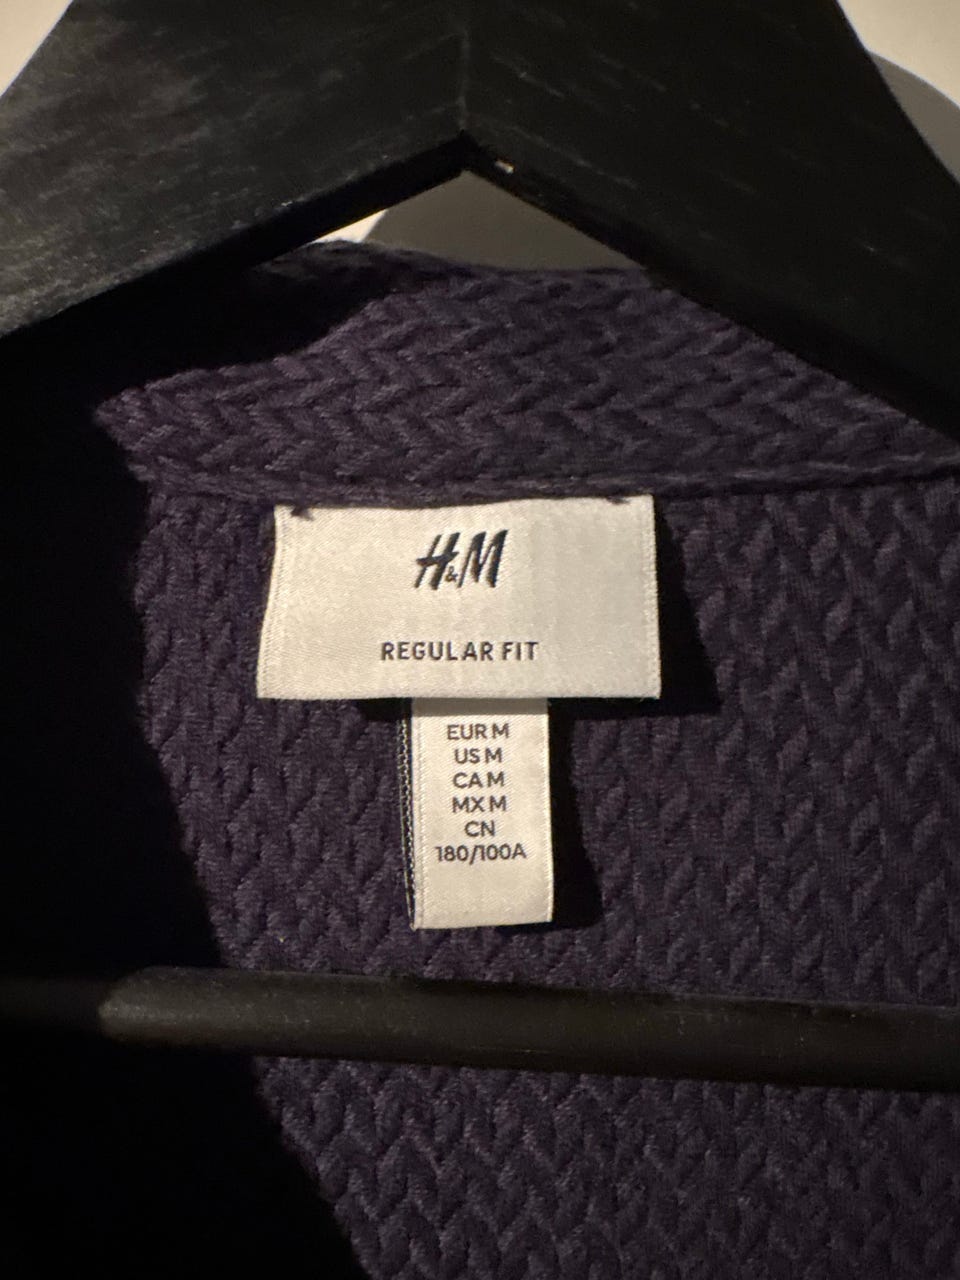 H&M
REGULAR FIT
EUR M
US M
CA M
MX M
CN
180/100A